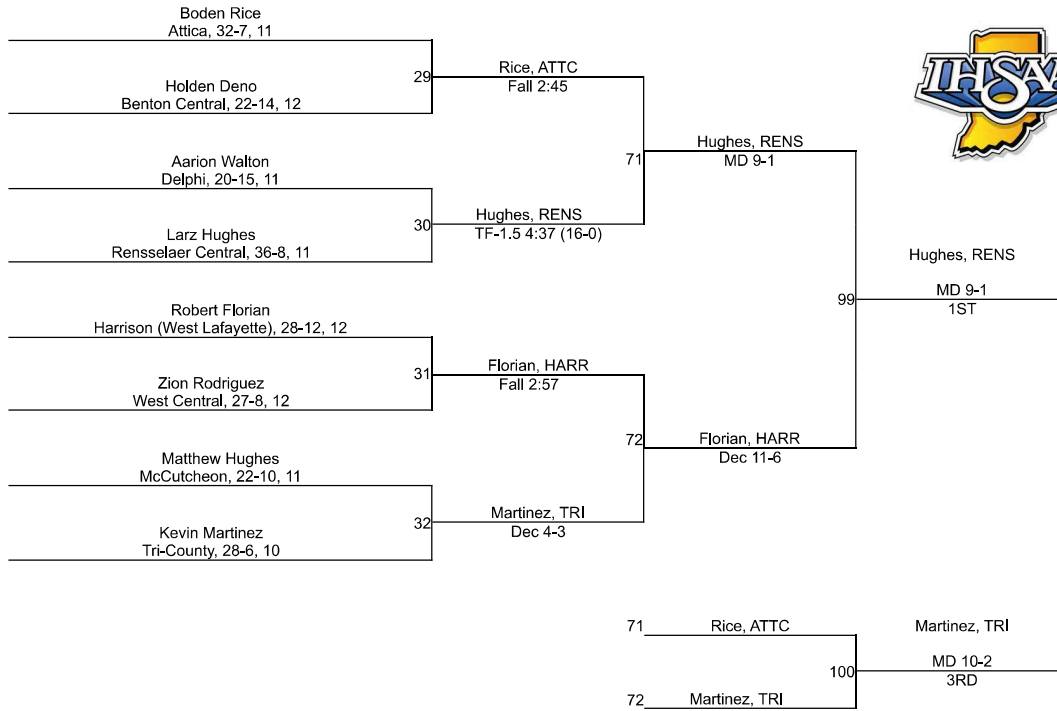 Boden Rice
Attica, 32-7, 11
29
Rice, ATTC
Fall 2:45
Holden Deno
Benton Central, 22-14, 12
IHSAA
71
Hughes, RENS
MD 9-1
Aarion Walton
Delphi, 20-15, 11
30
Hughes, RENS
TF-1.5 4:37 (16-0)
Larz Hughes
Rensselaer Central, 36-8, 11
Hughes, RENS
99
MD 9-1
1ST
Robert Florian
Harrison (West Lafayette), 28-12, 12
31
Florian, HARR
Fall 2:57
Zion Rodriguez
West Central, 27-8, 12
72
Florian, HARR
Dec 11-6
Matthew Hughes
McCutcheon, 22-10, 11
32
Martinez, TRI
Dec 4-3
Kevin Martinez
Tri-County, 28-6, 10
71
Rice, ATTC
Martinez, TRI
100
MD 10-2
3RD
72
Martinez, TRI